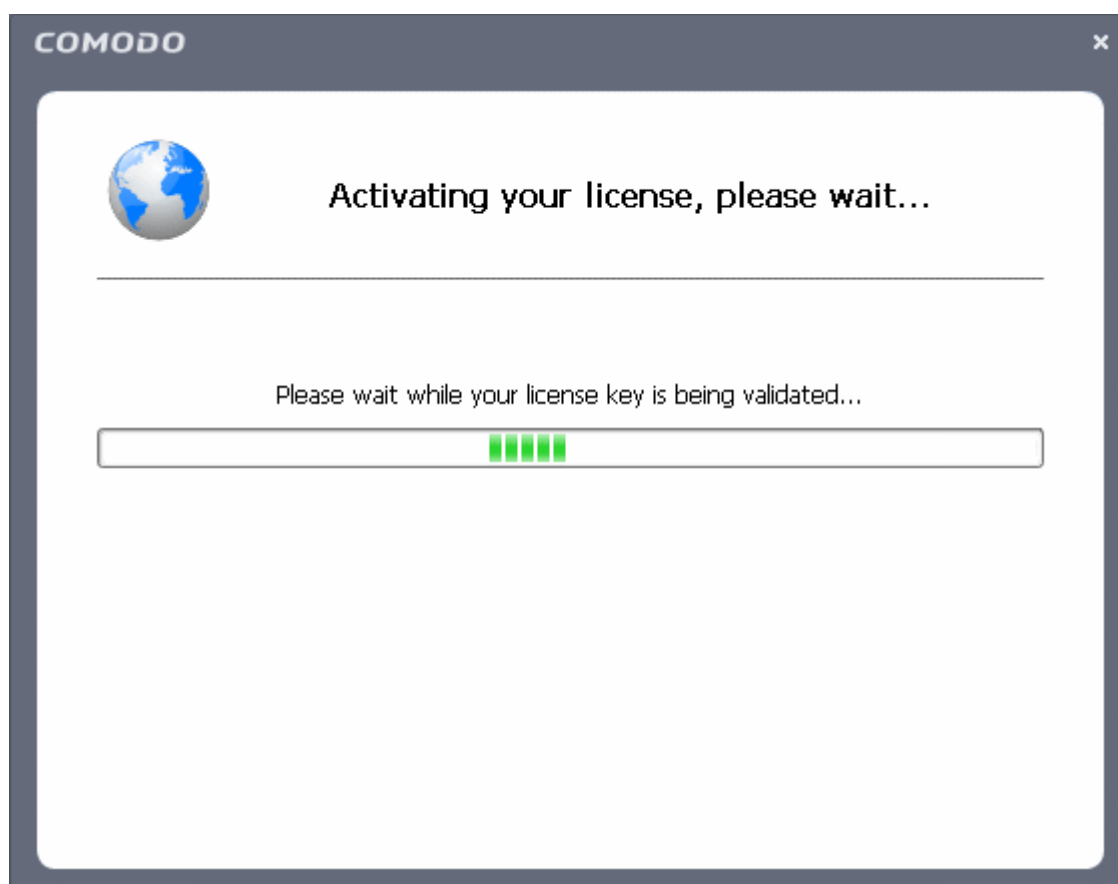 COMODO
Activating your license, please wait...
Please wait while your license key is being validated...